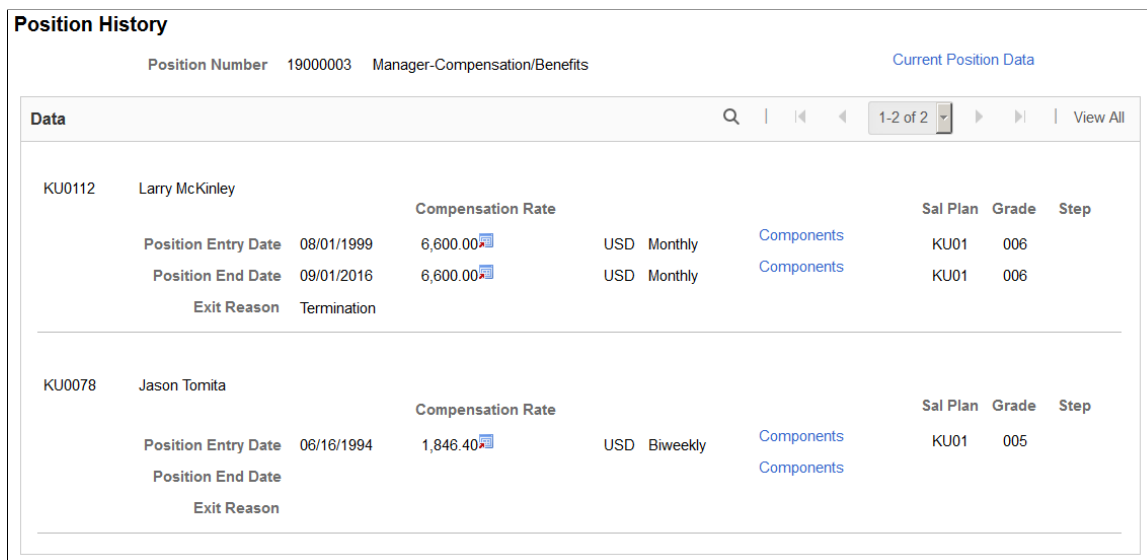 Position History
Position Number 19000003 Manager-Compensation/Benefits Current Position Data
Data 1-2 of 2 View All
KU0112 Larry McKinley
Compensation Rate Sal Plan Grade Step
Position Entry Date 08/01/1999 6,600.00 USD Monthly Components KU01 006
Position End Date 09/01/2016 6,600.00 USD Monthly Components KU01 006
Exit Reason Termination
KU0078 Jason Tomita
Compensation Rate Sal Plan Grade Step
Position Entry Date 06/16/1994 1,846.40 USD Biweekly Components KU01 005
Position End Date Components
Exit Reason